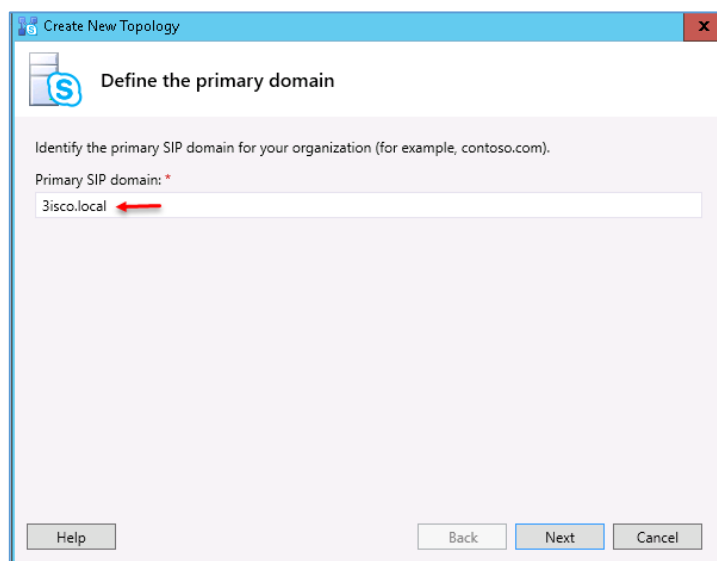 Create New Topology
Define the primary domain
Identify the primary SIP domain for your organization (for example, contoso.com).
Primary SIP domain: *
3isco.local
Help
Back
Next
Cancel